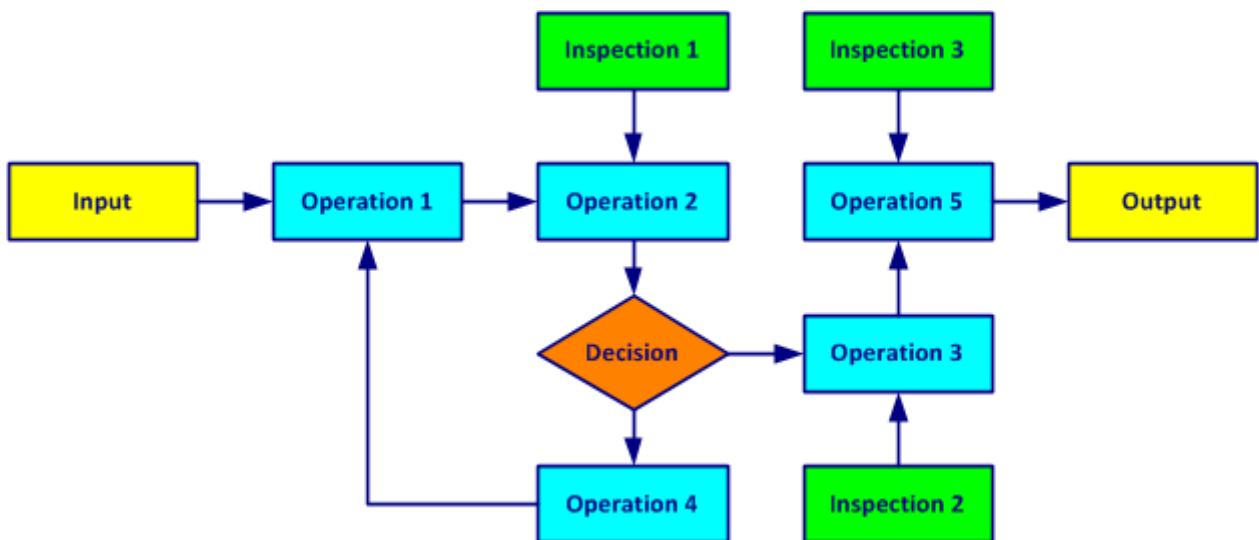 Inspection 1
Inspection 3
Input
Operation 1
Operation 2
Operation 5
Output
Decision
Operation 3
Operation 4
Inspection 2